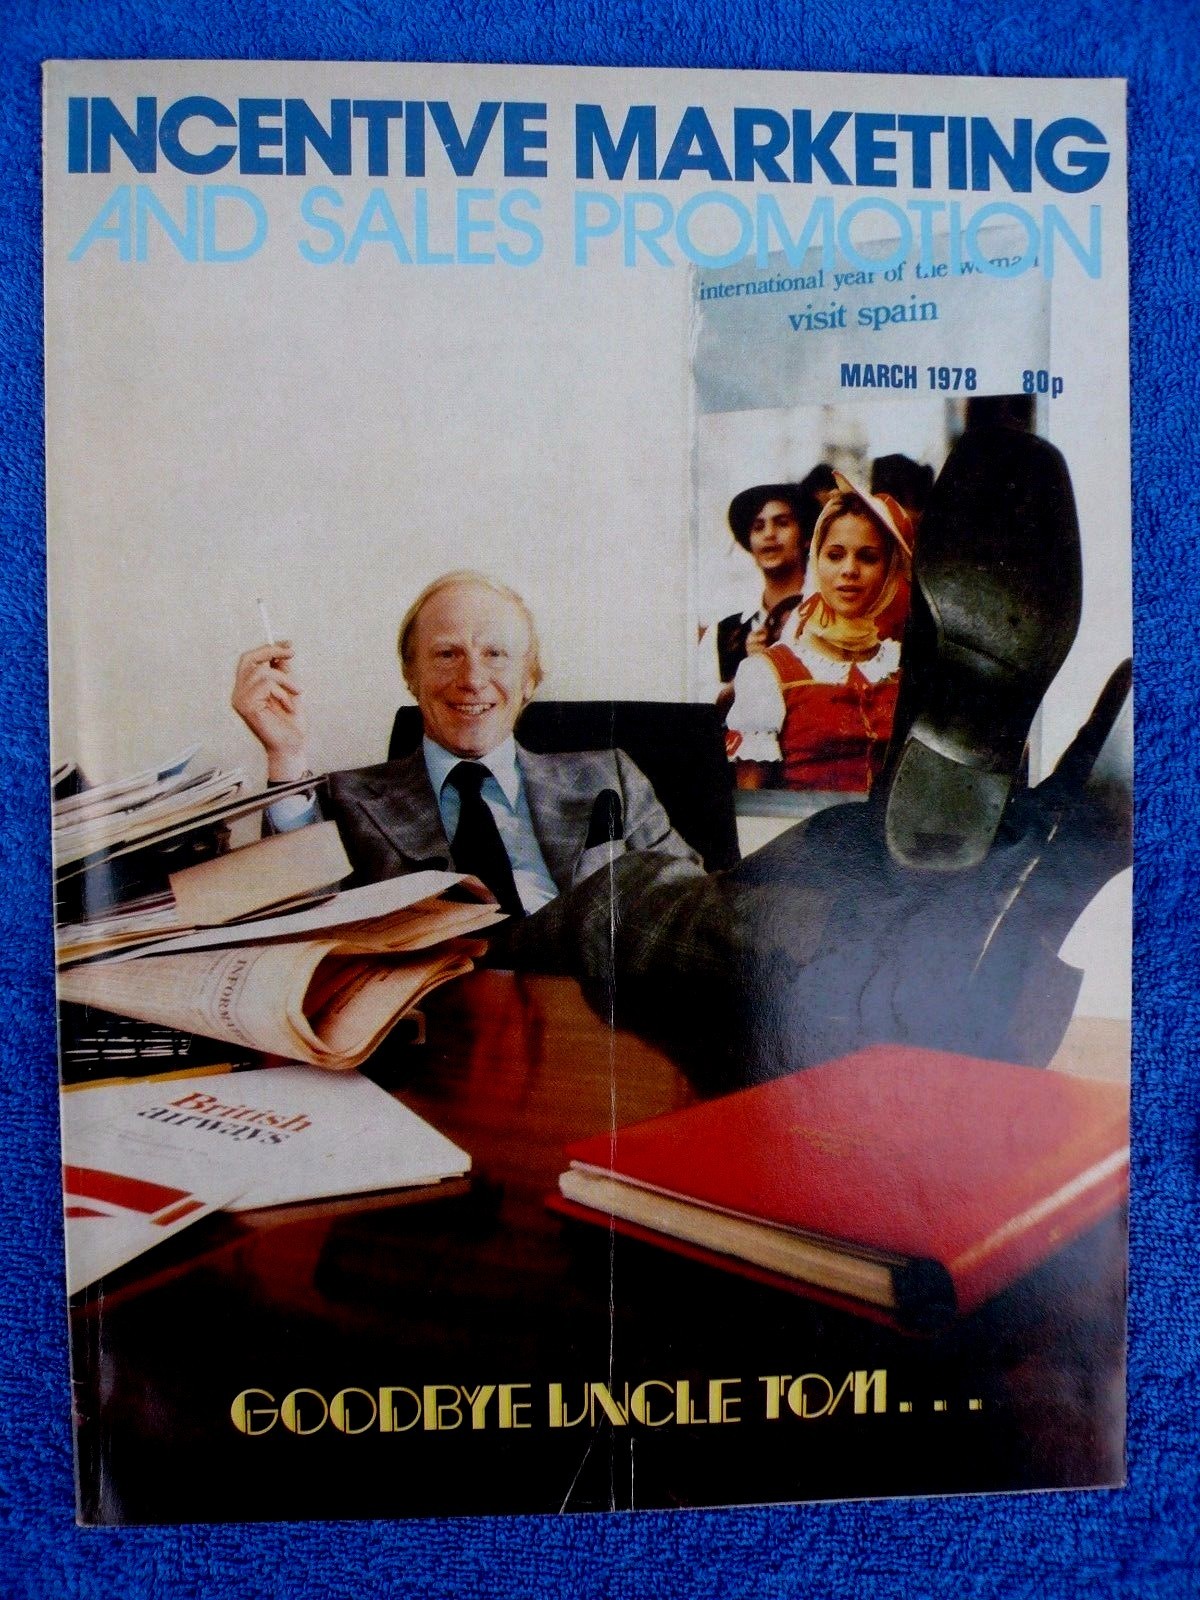 INCENTIVE MARKETING
AND SALES PROMOTION
international year of the woman
visit spain
MARCH 1978 80p
British
airways
GOODBYE UNCLE TOM...